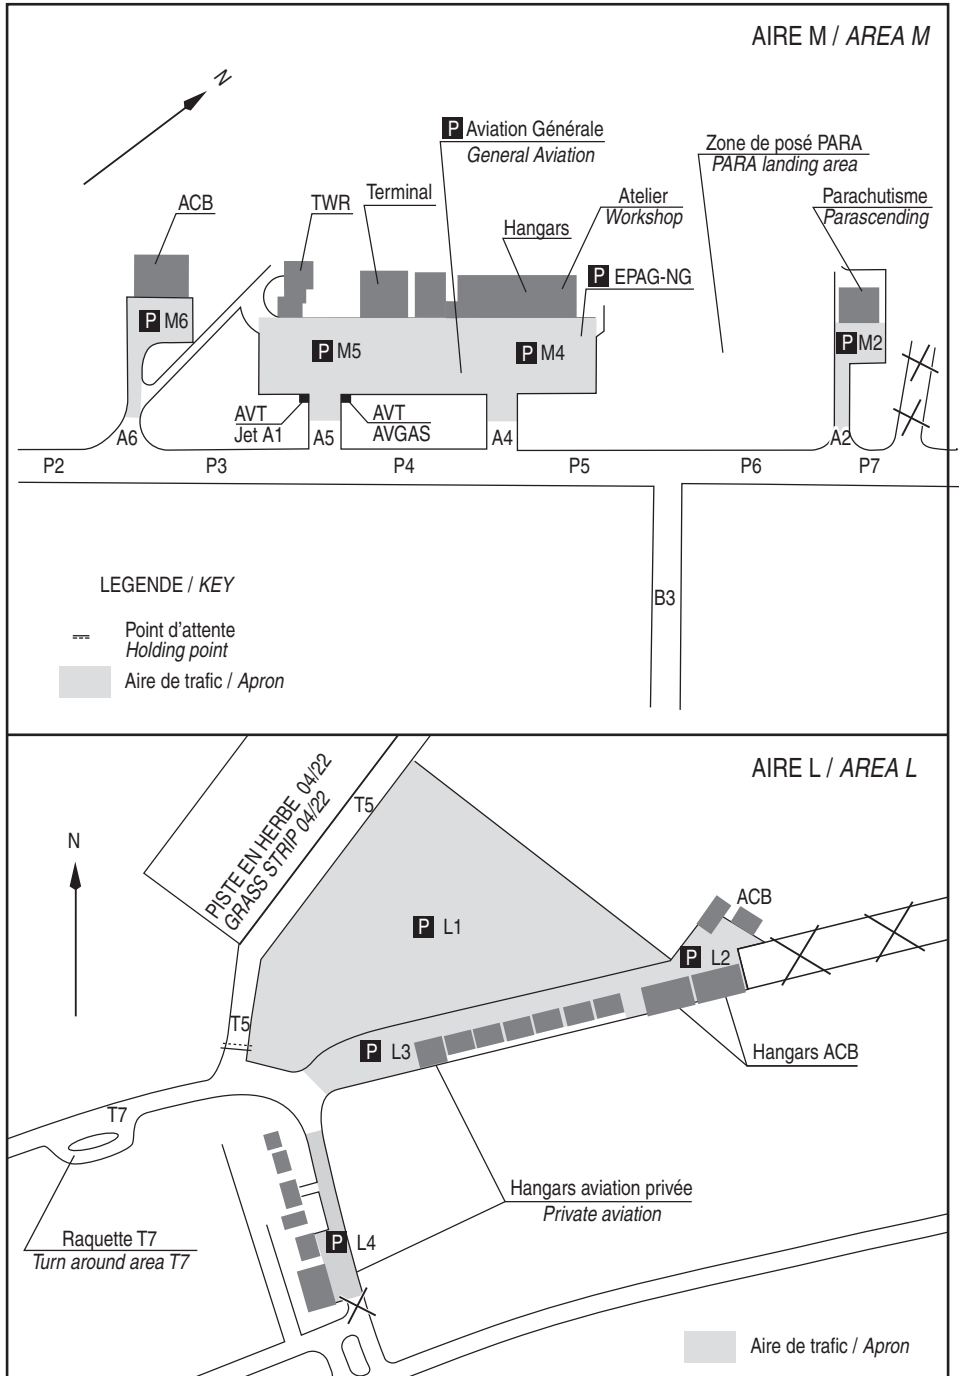 AIRE M / AREA M
N
P Aviation Générale
General Aviation
Zone de posé PARA
PARA landing area
ACB
TWR
Terminal
Atelier
Workshop
Parachutisme
Parascending
Hangars
P EPAG-NG
P M6
P M5
P M4
P M2
AVT
Jet A1
AVT
AVGAS
A6
A5
A4
A2
P2
P3
P4
P5
P6
P7
B3
LEGENDE / KEY
Point d'attente
Holding point
Aire de trafic / Apron
AIRE L / AREA L
N
PISTE EN HERBE 04/22
GRASS STRIP 04/22
T5
P L1
ACB
P L2
T5
P L3
Hangars ACB
T7
Hangars aviation privée
Private aviation
Raquette T7
Turn around area T7
P L4
Aire de trafic / Apron